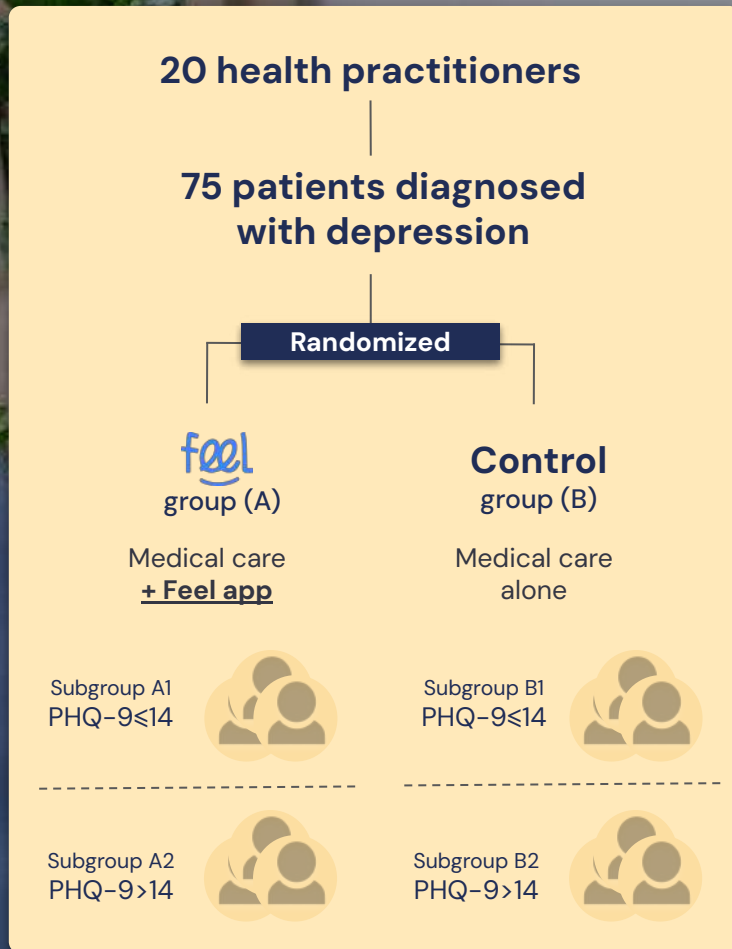 20 health practitioners
75 patients diagnosed
with depression
Randomized
feel
group (A)
Medical care
+ Feel app
Control
group (B)
Medical care
alone
Subgroup A1
PHQ-9⩽14
Subgroup B1
PHQ-9⩽14
Subgroup A2
PHQ-9>14
Subgroup B2
PHQ-9>14